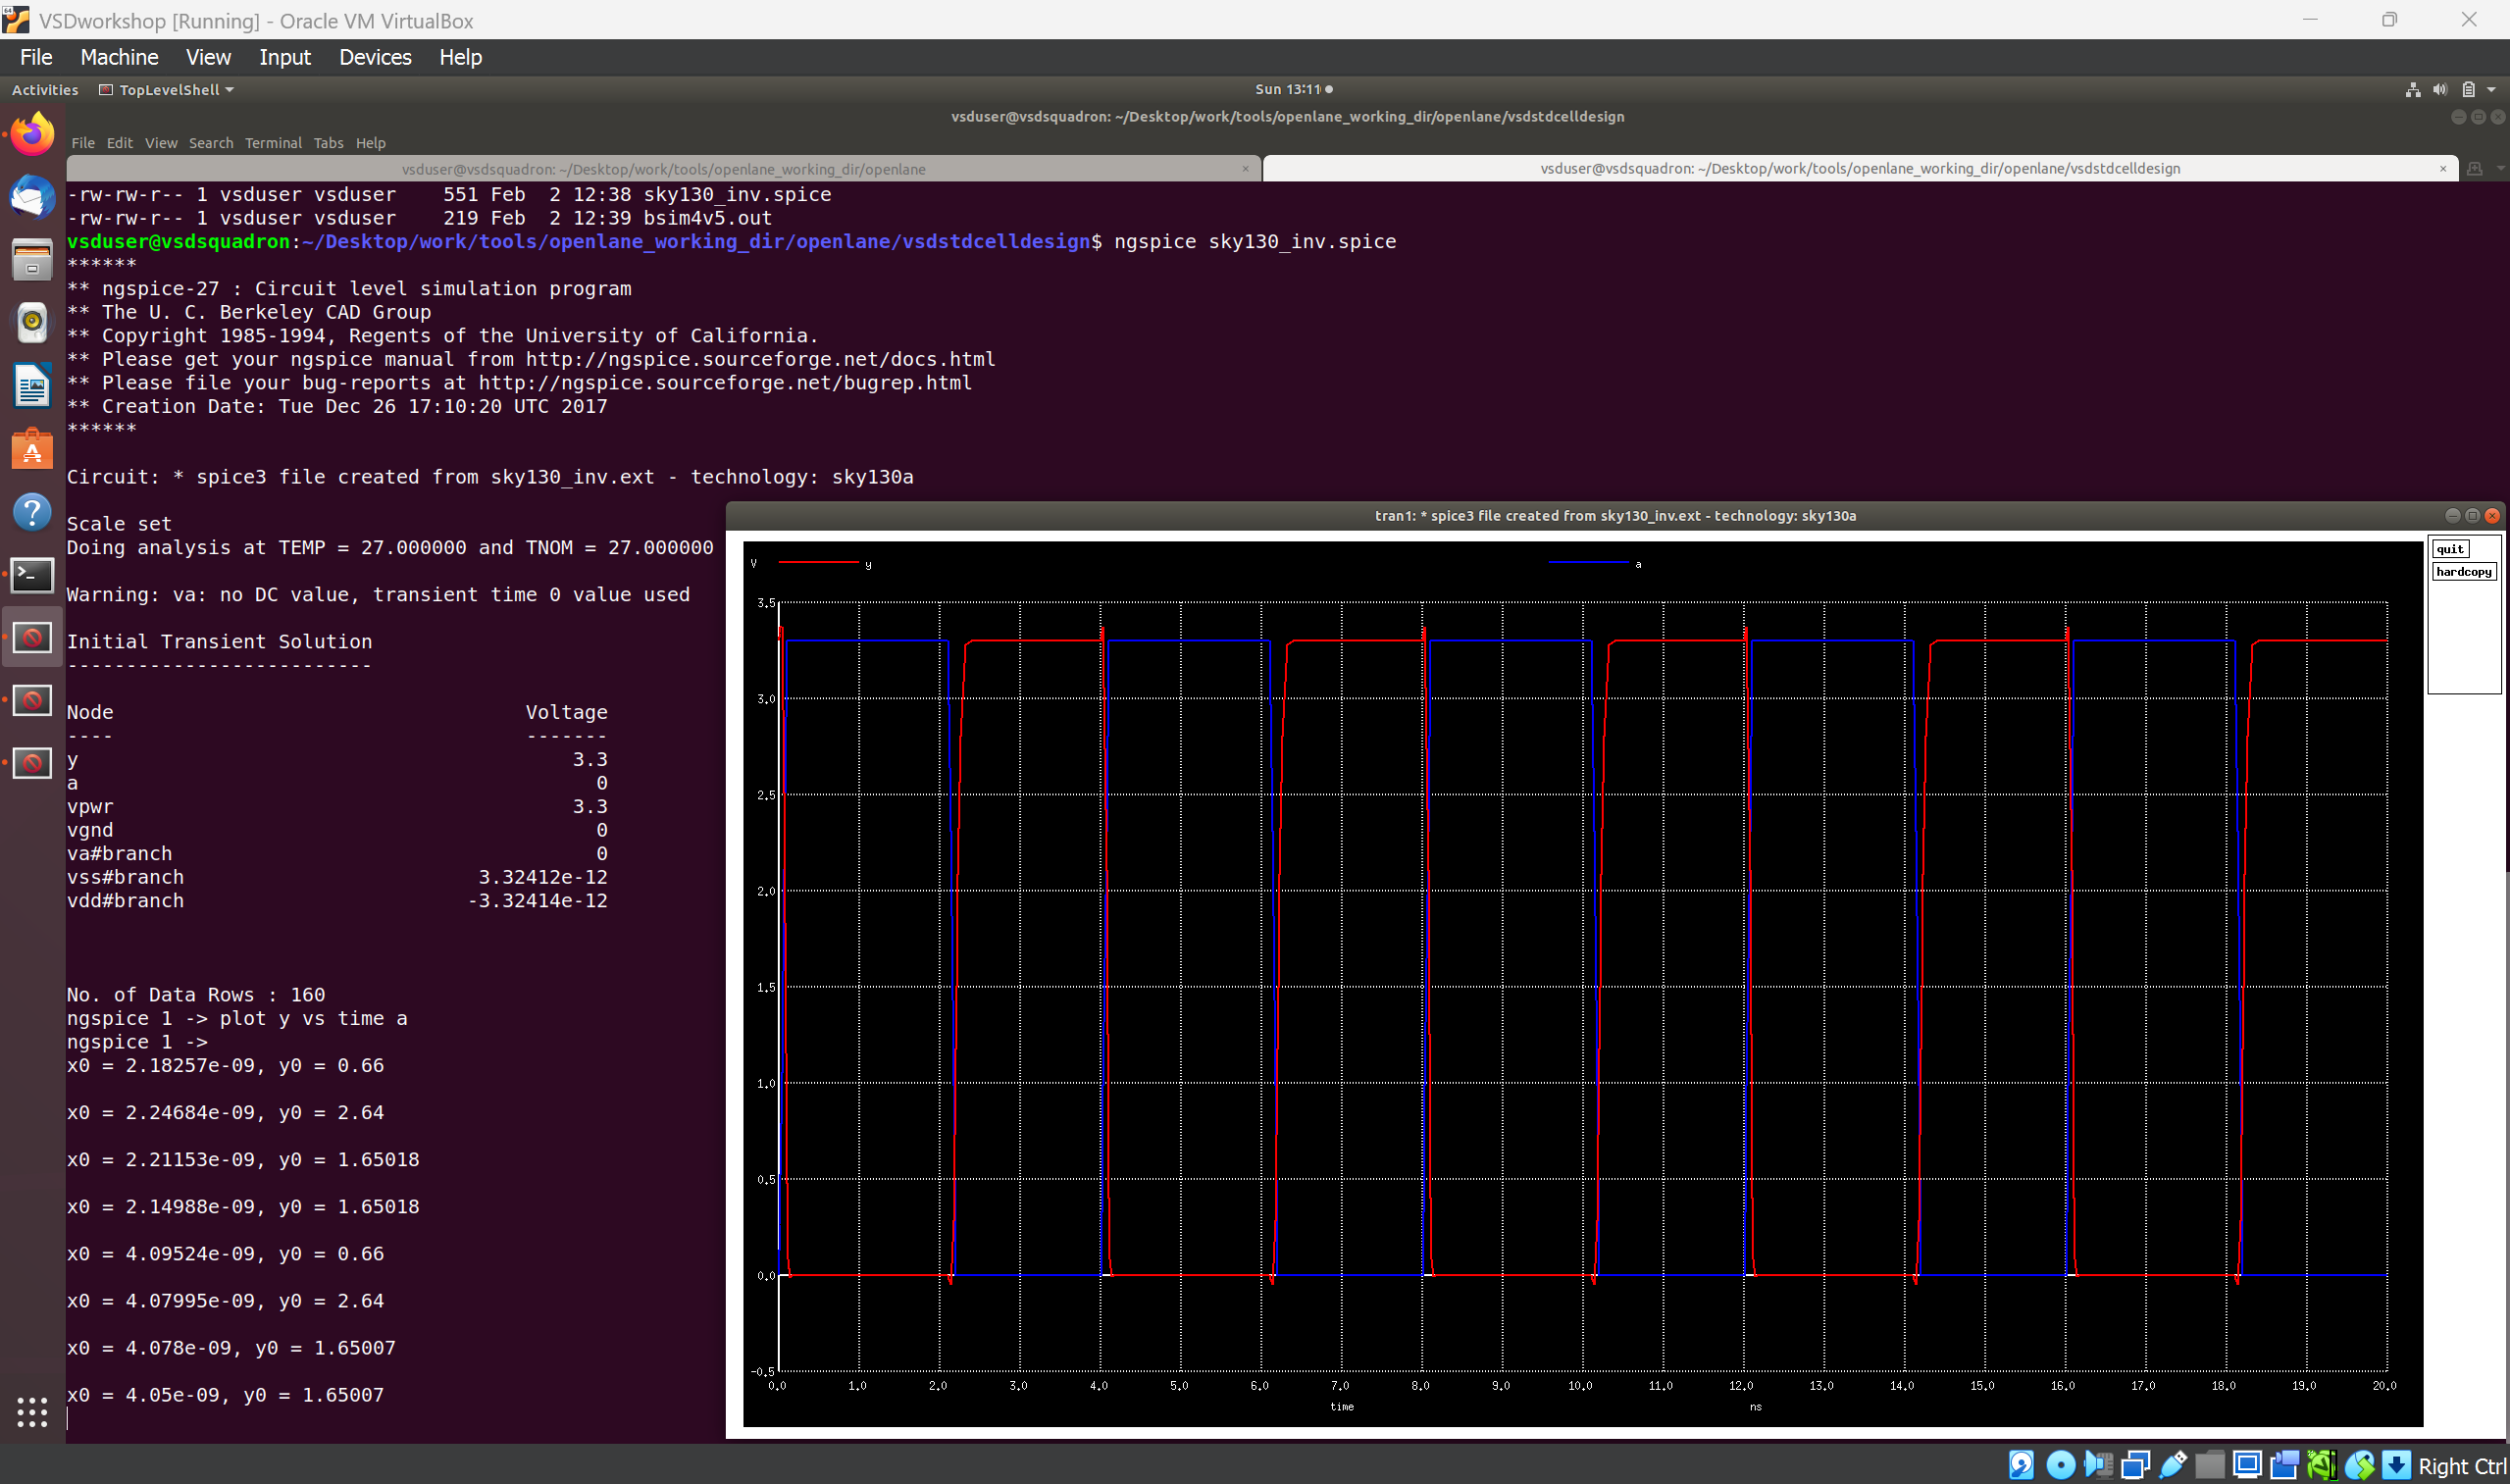 VSDworkshop [Running] - Oracle VM VirtualBox
File Machine View Input Devices Help
Activities TopLevelShell Sun 13:11
vsduser@vsdsquadron: ~/Desktop/work/tools/openlane_working_dir/openlane/vsdstdcelldesign
File Edit View Search Terminal Tabs Help
vsduser@vsdsquadron: ~/Desktop/work/tools/openlane_working_dir/openlane × vsduser@vsdsquadron: ~/Desktop/work/tools/openlane_working_dir/openlane/vsdstdcelldesign ×
-rw-rw-r-- 1 vsduser vsduser    551 Feb  2 12:38 sky130_inv.spice
-rw-rw-r-- 1 vsduser vsduser    219 Feb  2 12:39 bsim4v5.out
vsduser@vsdsquadron:~/Desktop/work/tools/openlane_working_dir/openlane/vsdstdcelldesign$ ngspice sky130_inv.spice
******
** ngspice-27 : Circuit level simulation program
** The U. C. Berkeley CAD Group
** Copyright 1985-1994, Regents of the University of California.
** Please get your ngspice manual from http://ngspice.sourceforge.net/docs.html
** Please file your bug-reports at http://ngspice.sourceforge.net/bugrep.html
** Creation Date: Tue Dec 26 17:10:20 UTC 2017
******
Circuit: * spice3 file created from sky130_inv.ext - technology: sky130a
Scale set
Doing analysis at TEMP = 27.000000 and TNOM = 27.000000
Warning: va: no DC value, transient time 0 value used
Initial Transient Solution
--------------------------
Node                                   Voltage
----                                   -------
y                                          3.3
a                                            0
vpwr                                       3.3
vgnd                                         0
va#branch                                    0
vss#branch                         3.32412e-12
vdd#branch                        -3.32414e-12
No. of Data Rows : 160
ngspice 1 -> plot y vs time a
ngspice 1 ->
x0 = 2.18257e-09, y0 = 0.66
x0 = 2.24684e-09, y0 = 2.64
x0 = 2.21153e-09, y0 = 1.65018
x0 = 2.14988e-09, y0 = 1.65018
x0 = 4.09524e-09, y0 = 0.66
x0 = 4.07995e-09, y0 = 2.64
x0 = 4.078e-09, y0 = 1.65007
x0 = 4.05e-09, y0 = 1.65007
tran1: * spice3 file created from sky130_inv.ext - technology: sky130a
quit
hardcopy
V y a
3.5
3.0
2.5
2.0
1.5
1.0
0.5
0.0
-0.5
0.0 1.0 2.0 3.0 4.0 5.0 6.0 7.0 8.0 9.0 10.0 11.0 12.0 13.0 14.0 15.0 16.0 17.0 18.0 19.0 20.0
time ns
Right Ctrl